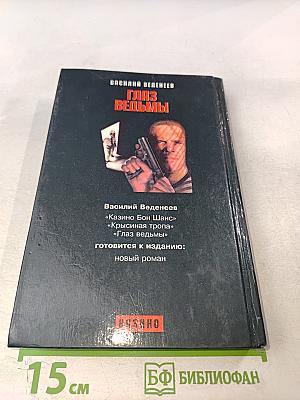 ВАСИЛИЙ ВЕДЕНЕЕВ
ГЛАЗ
ВЕДЬМЫ
Василий Веденеев
«Казино Бон Шанс»
«Крысиная тропа»
«Глаз ведьмы»
готовится к изданию:
новый роман
КАЗИНО
15 см
БФ БИБЛИОФАН